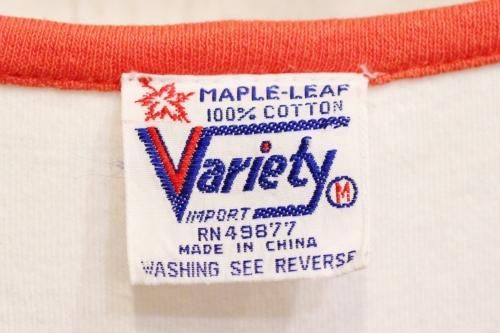 MAPLE-LEAF
100% COTTON
Variety
M
IMPORT
RN49877
MADE IN CHINA
WASHING SEE REVERSE